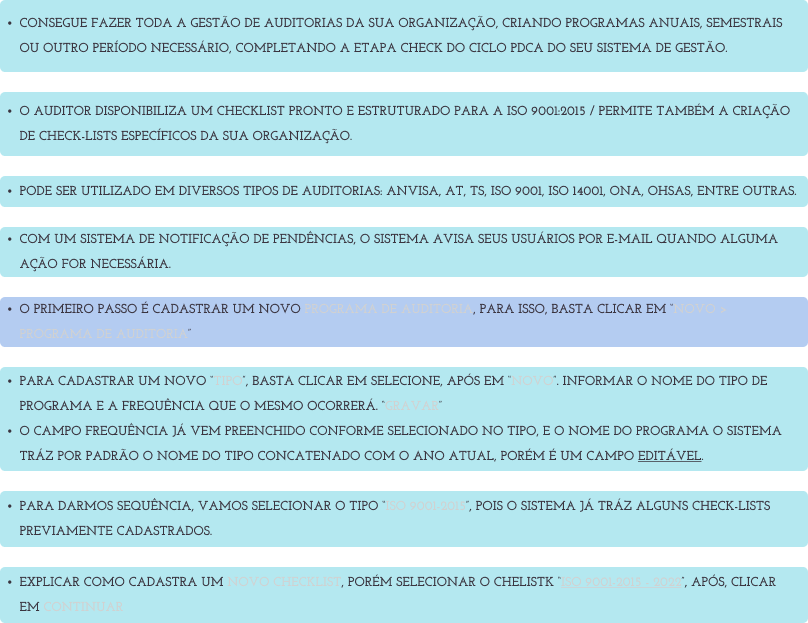 • CONSEGUE FAZER TODA A GESTÃO DE AUDITORIAS DA SUA ORGANIZAÇÃO, CRIANDO PROGRAMAS ANUAIS, SEMESTRAIS
OU OUTRO PERÍODO NECESSÁRIO, COMPLETANDO A ETAPA CHECK DO CICLO PDCA DO SEU SISTEMA DE GESTÃO.
• O AUDITOR DISPONIBILIZA UM CHECKLIST PRONTO E ESTRUTURADO PARA A ISO 9001:2015 / PERMITE TAMBÉM A CRIAÇÃO
DE CHECK-LISTS ESPECÍFICOS DA SUA ORGANIZAÇÃO.
• PODE SER UTILIZADO EM DIVERSOS TIPOS DE AUDITORIAS: ANVISA, AT, TS, ISO 9001, ISO 14001, ONA, OHSAS, ENTRE OUTRAS.
• COM UM SISTEMA DE NOTIFICAÇÃO DE PENDÊNCIAS, O SISTEMA AVISA SEUS USUÁRIOS POR E-MAIL QUANDO ALGUMA
AÇÃO FOR NECESSÁRIA.
• O PRIMEIRO PASSO É CADASTRAR UM NOVO PROGRAMA DE AUDITORIA, PARA ISSO, BASTA CLICAR EM "NOVO >
PROGRAMA DE AUDITORIA"
• PARA CADASTRAR UM NOVO "TIPO", BASTA CLICAR EM SELECIONE, APÓS EM "NOVO". INFORMAR O NOME DO TIPO DE
PROGRAMA E A FREQUÊNCIA QUE O MESMO OCORRERÁ. "GRAVAR"
• O CAMPO FREQUÊNCIA JÁ VEM PREENCHIDO CONFORME SELECIONADO NO TIPO, E O NOME DO PROGRAMA O SISTEMA
TRÁZ POR PADRÃO O NOME DO TIPO CONCATENADO COM O ANO ATUAL, PORÉM É UM CAMPO EDITÁVEL.
• PARA DARMOS SEQUÊNCIA, VAMOS SELECIONAR O TIPO "ISO 9001-2015", POIS O SISTEMA JÁ TRÁZ ALGUNS CHECK-LISTS
PREVIAMENTE CADASTRADOS.
• EXPLICAR COMO CADASTRA UM NOVO CHECKLIST, PORÉM SELECIONAR O CHELISTK "ISO 9001-2015 - 2023", APÓS, CLICAR
EM CONTINUAR